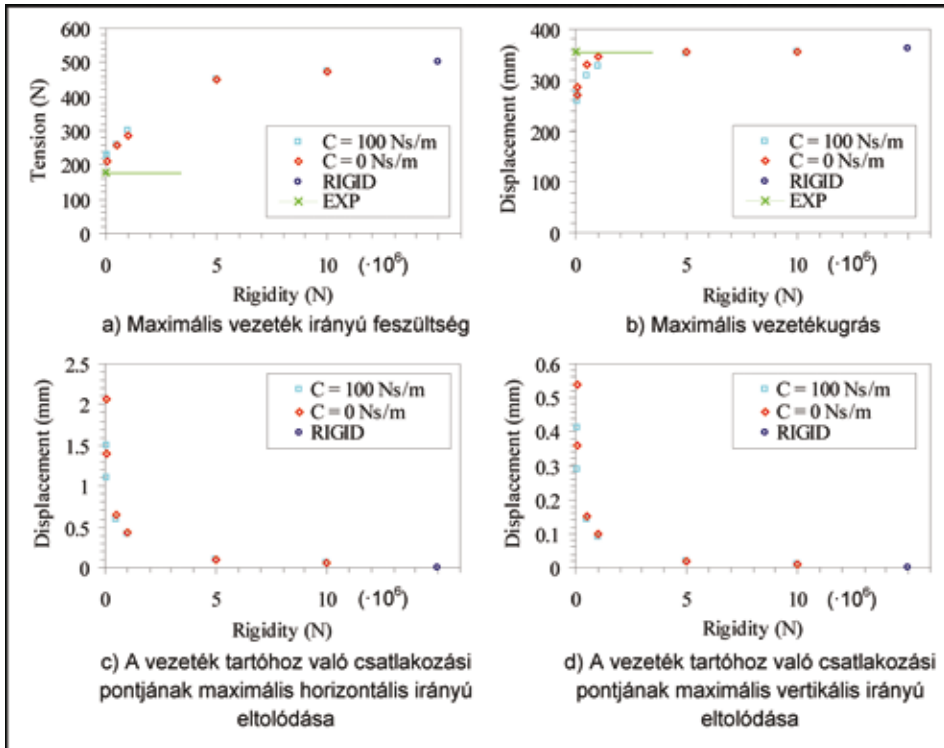 600
500
400
300
200
100
0
Tension (N)
C = 100 Ns/m
C = 0 Ns/m
RIGID
EXP
0 5 10 (·10⁶)
Rigidity (N)
a) Maximális vezeték irányú feszültség
400
300
200
100
0
Displacement (mm)
C = 100 Ns/m
C = 0 Ns/m
RIGID
EXP
0 5 10 (·10⁶)
Rigidity (N)
b) Maximális vezetékugrás
2.5
2
1.5
1
0.5
0
Displacement (mm)
C = 100 Ns/m
C = 0 Ns/m
RIGID
0 5 10 (·10⁶)
Rigidity (N)
c) A vezeték tartóhoz való csatlakozási
pontjának maximális horizontális irányú
eltolódása
0.6
0.5
0.4
0.3
0.2
0.1
0
Displacement (mm)
C = 100 Ns/m
C = 0 Ns/m
RIGID
0 5 10 (·10⁶)
Rigidity (N)
d) A vezeték tartóhoz való csatlakozási
pontjának maximális vertikális irányú
eltolódása